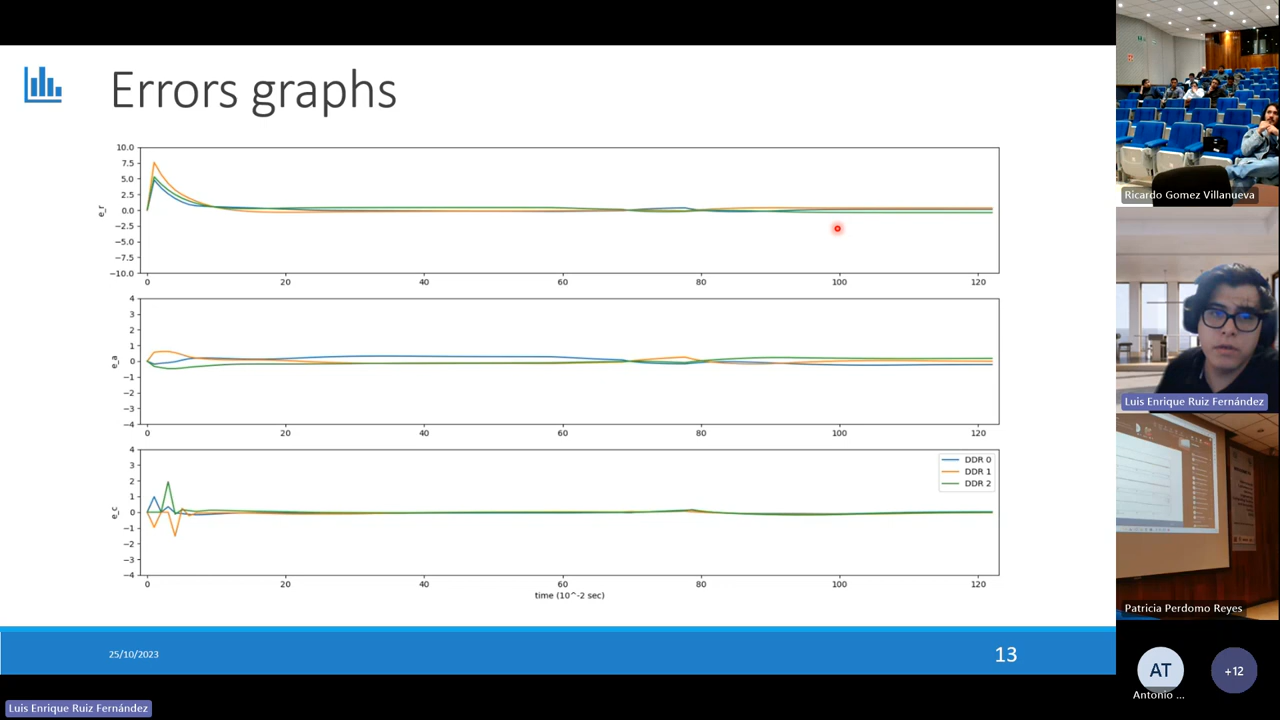 Errors graphs
10.0
7.5
5.0
2.5
0.0
−2.5
−5.0
−7.5
−10.0
e_r
0 20 40 60 80 100 120
4
3
2
1
0
−1
−2
−3
−4
e_a
0 20 40 60 80 100 120
4
3
2
1
0
−1
−2
−3
−4
e_c
DDR 0
DDR 1
DDR 2
0 20 40 60 80 100 120
time (10^-2 sec)
25/10/2023
13
Luis Enrique Ruiz Fernández
Ricardo Gomez Villanueva
Luis Enrique Ruiz Fernández
Patricia Perdomo Reyes
AT
Antonio ...
+12